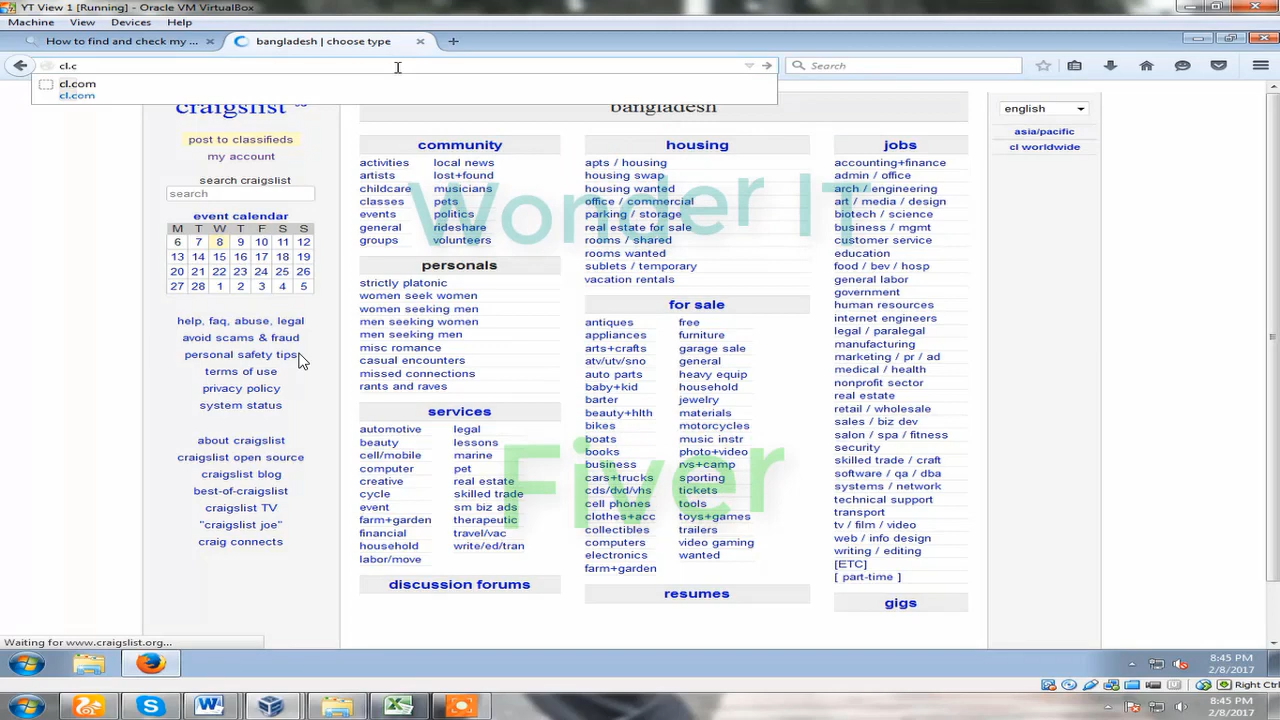 YT View 1 [Running] - Oracle VM VirtualBox
Machine View Devices Help
How to find and check my ... × bangladesh | choose type ×
cl.c Search
cl.com
cl.com
craigslist
bangladesh
english
post to classifieds
my account
search craigslist
search
event calendar
M T W T F S S
6 7 8 9 10 11 12
13 14 15 16 17 18 19
20 21 22 23 24 25 26
27 28 1 2 3 4 5
help, faq, abuse, legal
avoid scams & fraud
personal safety tips
terms of use
privacy policy
system status
about craigslist
craigslist open source
craigslist blog
best-of-craigslist
craigslist TV
"craigslist joe"
craig connects
community
activities local news
artists lost+found
childcare musicians
classes pets
events politics
general rideshare
groups volunteers
personals
strictly platonic
women seek women
women seeking men
men seeking women
men seeking men
misc romance
casual encounters
missed connections
rants and raves
services
automotive legal
beauty lessons
cell/mobile marine
computer pet
creative real estate
cycle skilled trade
event sm biz ads
farm+garden therapeutic
financial travel/vac
household write/ed/tran
labor/move
discussion forums
housing
apts / housing
housing swap
housing wanted
office / commercial
parking / storage
real estate for sale
rooms / shared
rooms wanted
sublets / temporary
vacation rentals
for sale
antiques free
appliances furniture
arts+crafts garage sale
atv/utv/sno general
auto parts heavy equip
baby+kid household
barter jewelry
beauty+hlth materials
bikes motorcycles
boats music instr
books photo+video
business rvs+camp
cars+trucks sporting
cds/dvd/vhs tickets
cell phones tools
clothes+acc toys+games
collectibles trailers
computers video gaming
electronics wanted
farm+garden
resumes
jobs
accounting+finance
admin / office
arch / engineering
art / media / design
biotech / science
business / mgmt
customer service
education
food / bev / hosp
general labor
government
human resources
internet engineers
legal / paralegal
manufacturing
marketing / pr / ad
medical / health
nonprofit sector
real estate
retail / wholesale
sales / biz dev
salon / spa / fitness
security
skilled trade / craft
software / qa / dba
systems / network
technical support
transport
tv / film / video
web / info design
writing / editing
[ETC]
[ part-time ]
gigs
asia/pacific
cl worldwide
Wonder IT
Fiver
Waiting for www.craigslist.org...
8:45 PM
2/8/2017
Right Ctrl
8:45 PM
2/8/2017